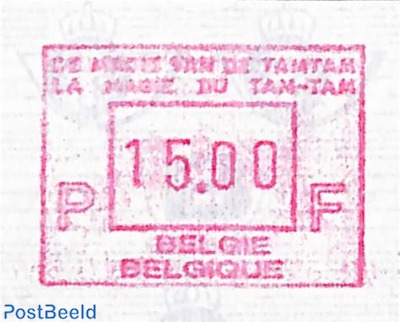 DE MAGIE VAN DE TAMTAM
LA MAGIE DU TAM-TAM
15.00
P F
BELGIE
BELGIQUE
PostBeeld